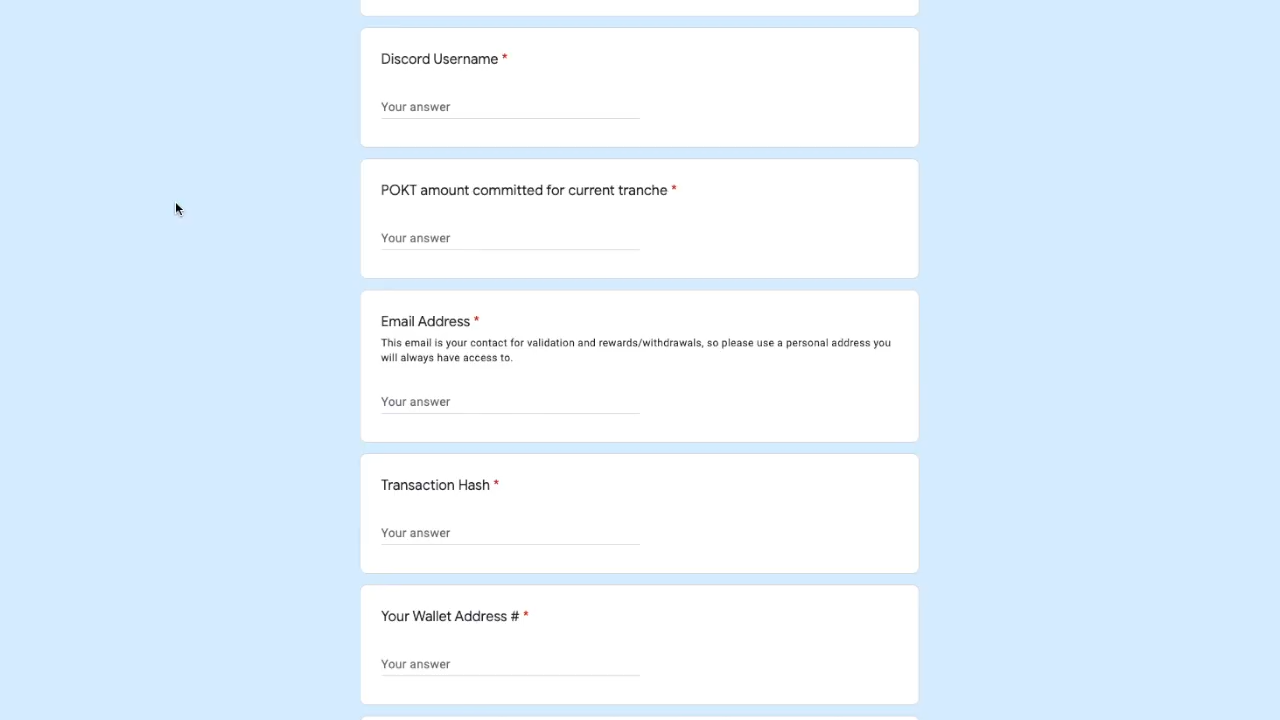 Discord Username *
Your answer
POKT amount committed for current tranche *
Your answer
Email Address *
This email is your contact for validation and rewards/withdrawals, so please use a personal address you
will always have access to.
Your answer
Transaction Hash *
Your answer
Your Wallet Address # *
Your answer